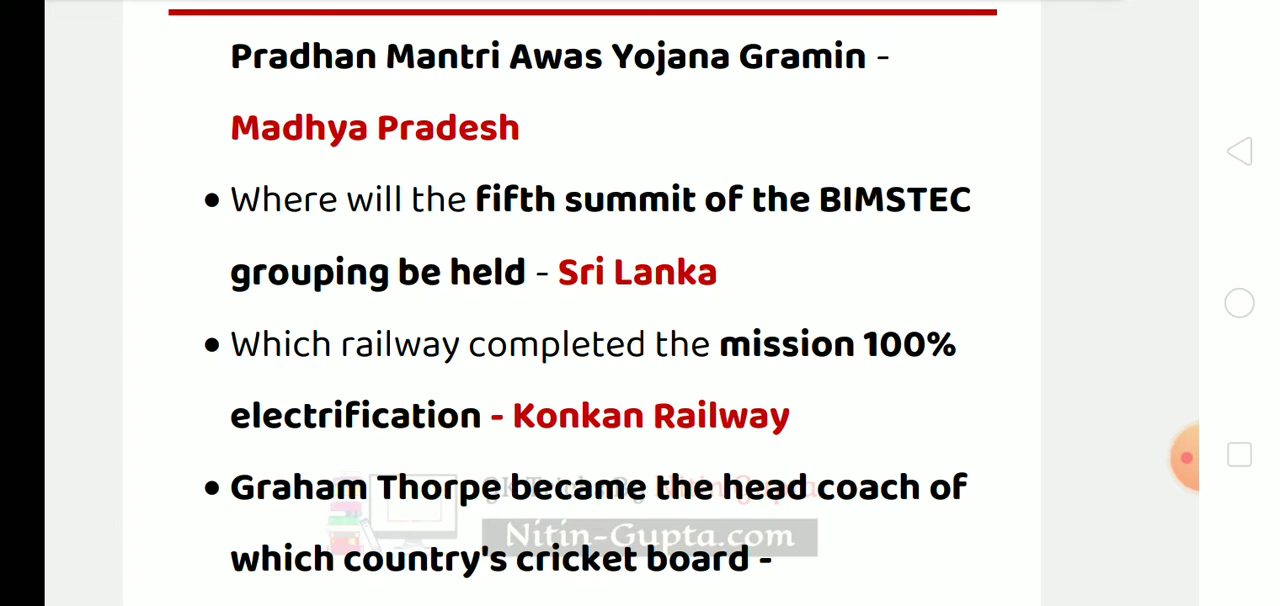 Pradhan Mantri Awas Yojana Gramin -
Madhya Pradesh
• Where will the fifth summit of the BIMSTEC
grouping be held - Sri Lanka
• Which railway completed the mission 100%
electrification - Konkan Railway
• Graham Thorpe became the head coach of
which country's cricket board -
Nitin-Gupta.com